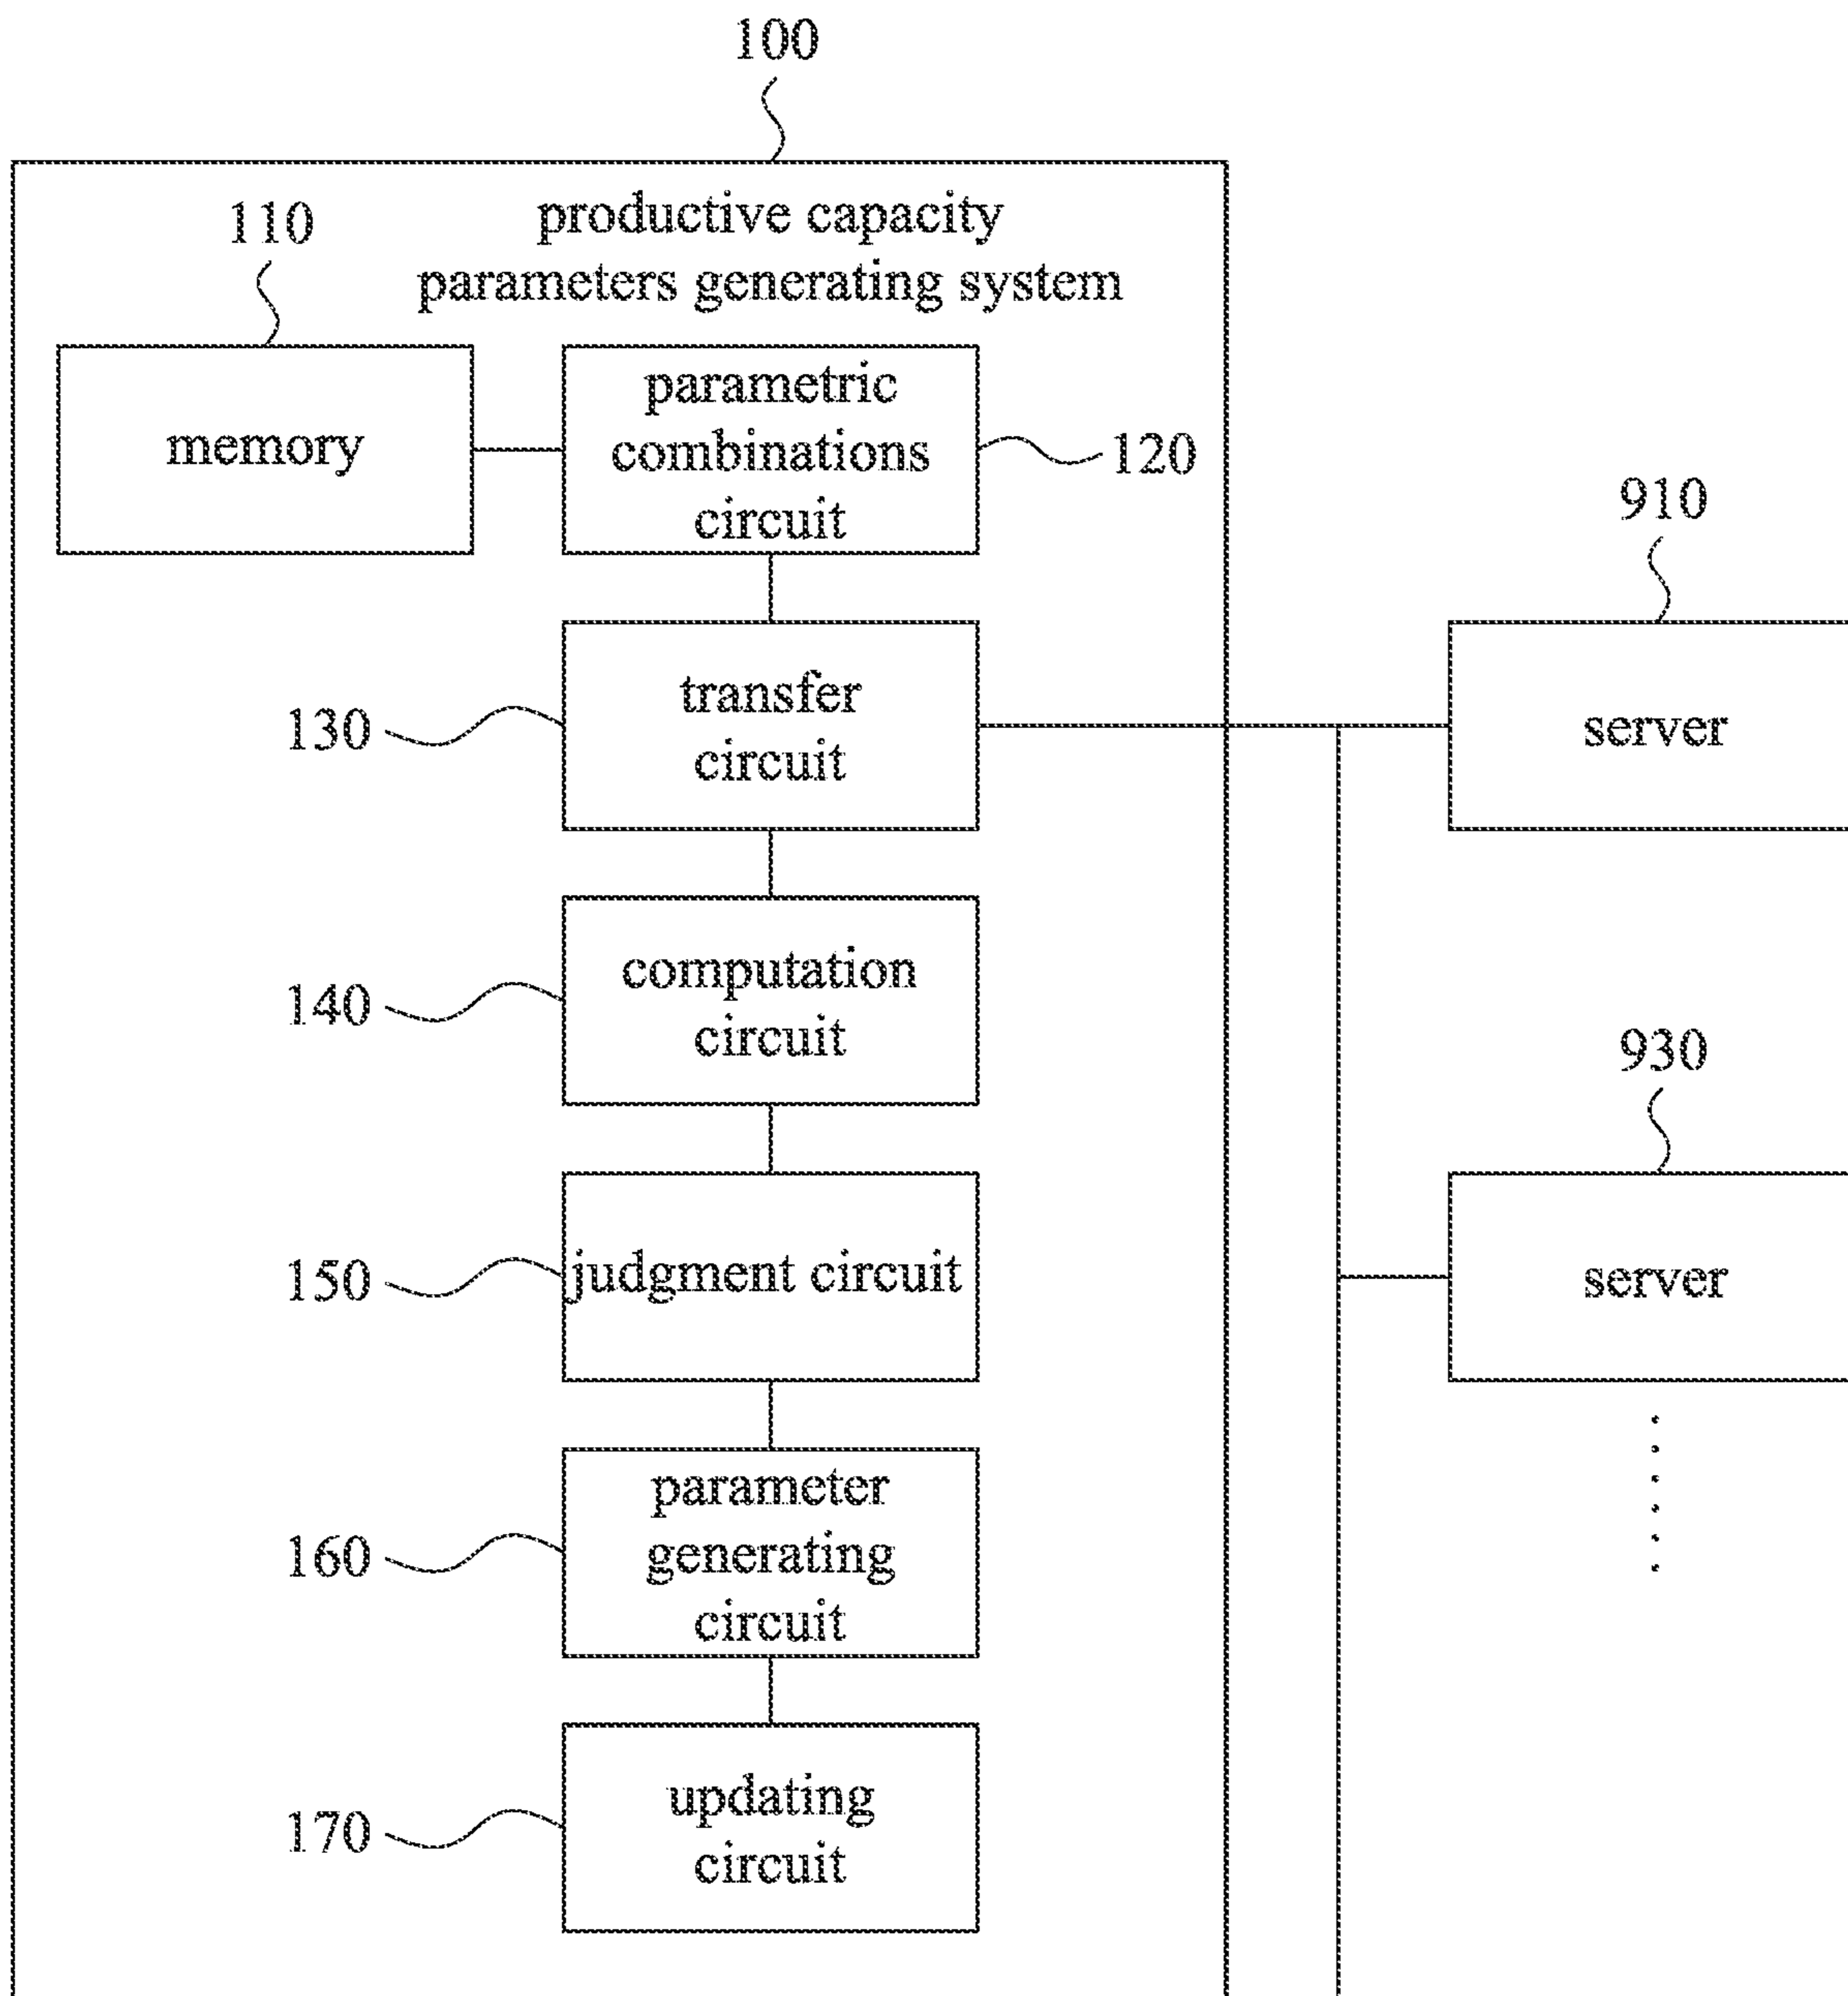 100
productive capacity
parameters generating system
110
memory
parametric
combinations
circuit
120
910
transfer
circuit
130
server
computation
circuit
140
930
judgment circuit
150
server
parameter
generating
circuit
160
updating
circuit
170